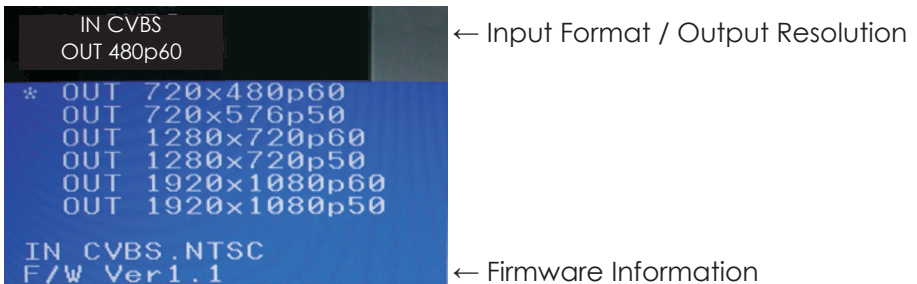 IN CVBS
OUT 480p60
← Input Format / Output Resolution
* OUT 720x480p60
OUT 720x576p50
OUT 1280x720p60
OUT 1280x720p50
OUT 1920x1080p60
OUT 1920x1080p50
IN CVBS.NTSC
F/W Ver1.1
← Firmware Information